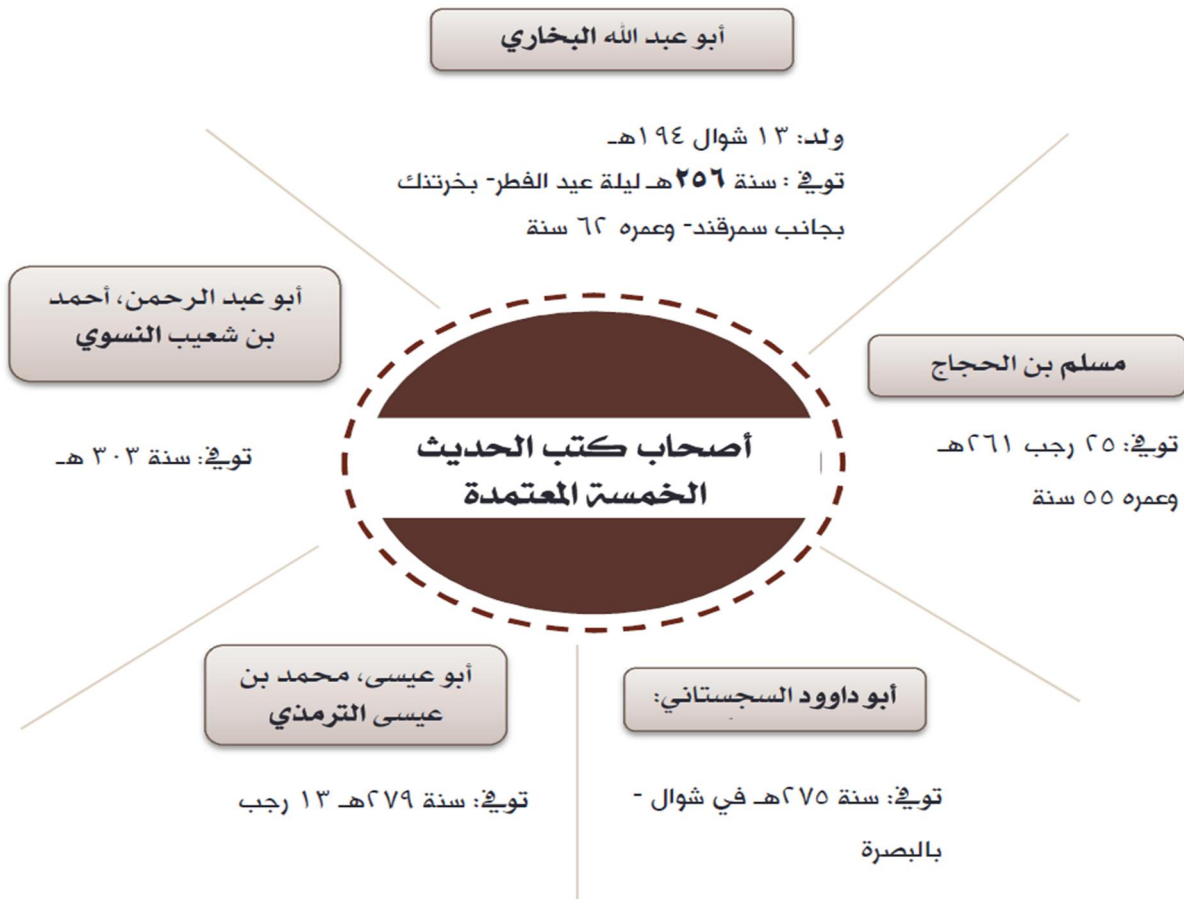 أبو عبد الله البخاري
ولد: ١٣ شوال ١٩٤هـ
توفي : سنة ٢٥٦هـ ليلة عيد الفطر- بخرتنك
بجانب سمرقند- وعمره ٦٢ سنة
مسلم بن الحجاج
توفي: ٢٥ رجب ٢٦١هـ
وعمره ٥٥ سنة
أبو داوود السجستاني:
توفي: سنة ٢٧٥هـ في شوال -
بالبصرة
أبو عيسى، محمد بن
عيسى الترمذي
توفي: سنة ٢٧٩هـ ١٣ رجب
أبو عبد الرحمن، أحمد
بن شعيب النسوي
توفي: سنة ٣٠٣ هـ
أصحاب كتب الحديث
الخمسة المعتمدة